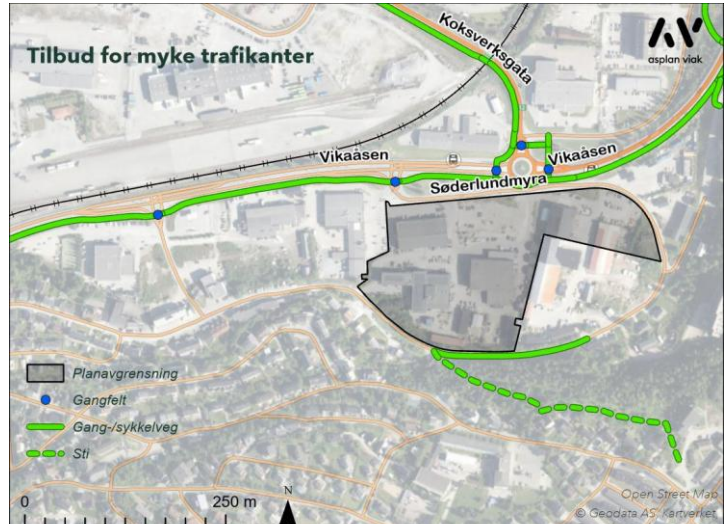 Tilbud for myke trafikanter
asplan viak
Koksverksgata
Vikaåsen
Vikaåsen
Søderlundmyra
Planavgrensning
Gangfelt
Gang-/sykkelveg
Sti
0
250 m
N
Open Street Map
© Geodata AS, Kartverket